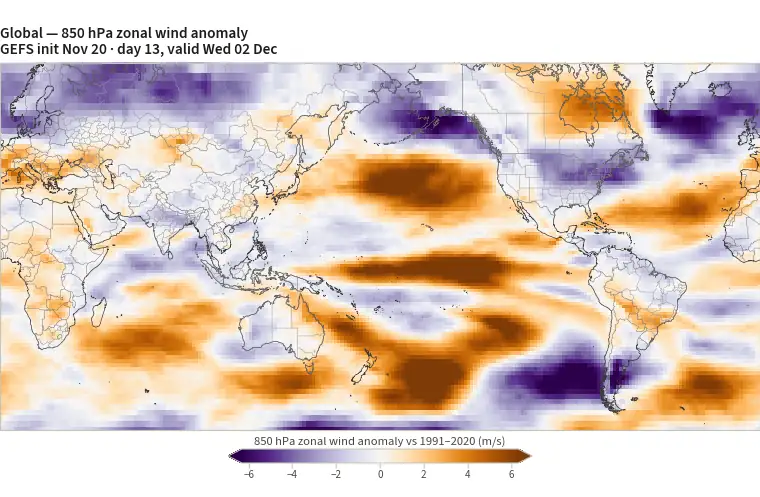 Global — 850 hPa zonal wind anomaly
GEFS init Nov 20 · day 13, valid Wed 02 Dec
850 hPa zonal wind anomaly vs 1991–2020 (m/s)
−6 −4 −2 0 2 4 6